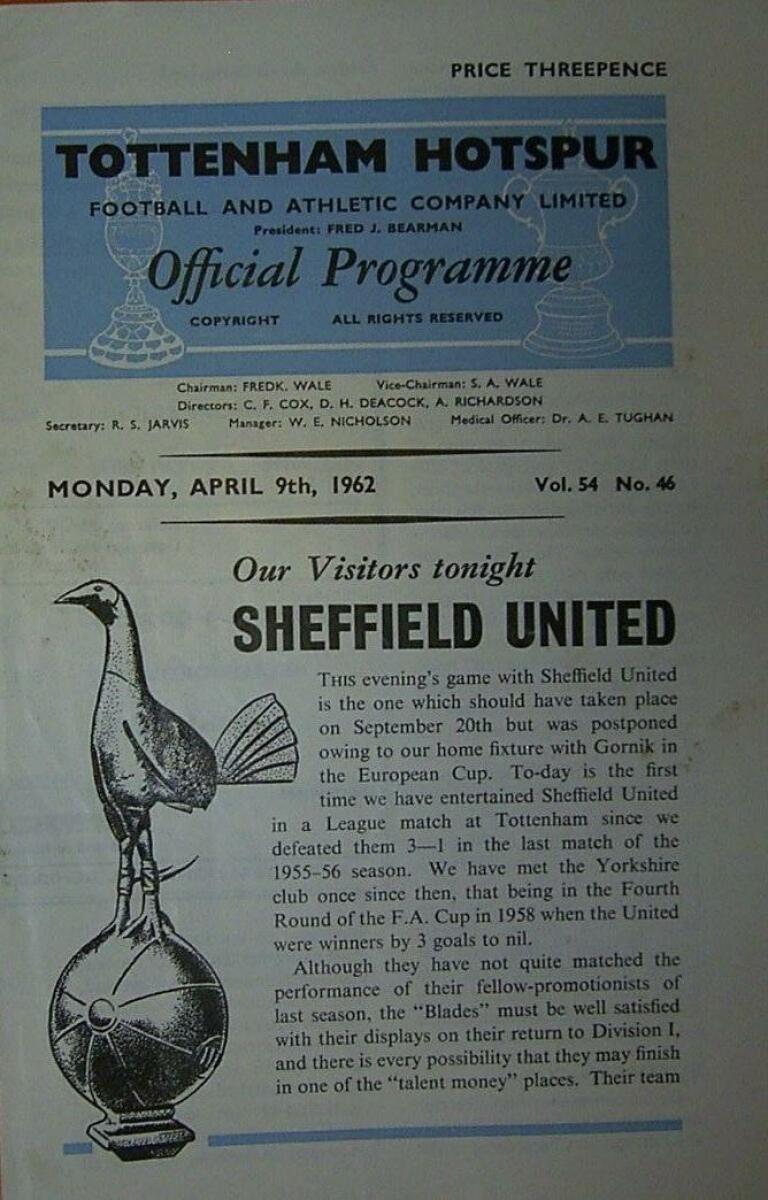 PRICE THREEPENCE
TOTTENHAM HOTSPUR
FOOTBALL AND ATHLETIC COMPANY LIMITED
President: FRED J. BEARMAN
Official Programme
COPYRIGHT ALL RIGHTS RESERVED
Chairman: FREDK. WALE Vice-Chairman: S. A. WALE
Directors: C. F. COX, D. H. DEACOCK, A. RICHARDSON
Secretary: R. S. JARVIS Manager: W. E. NICHOLSON Medical Officer: Dr. A. E. TUGHAN
MONDAY, APRIL 9th, 1962 Vol. 54 No. 46
Our Visitors tonight
SHEFFIELD UNITED
THIS evening's game with Sheffield United
is the one which should have taken place
on September 20th but was postponed
owing to our home fixture with Gornik in
the European Cup. To-day is the first
time we have entertained Sheffield United
in a League match at Tottenham since we
defeated them 3—1 in the last match of the
1955-56 season. We have met the Yorkshire
club once since then, that being in the Fourth
Round of the F.A. Cup in 1958 when the United
were winners by 3 goals to nil.
Although they have not quite matched the
performance of their fellow-promotionists of
last season, the "Blades" must be well satisfied
with their displays on their return to Division I,
and there is every possibility that they may finish
in one of the "talent money" places. Their team